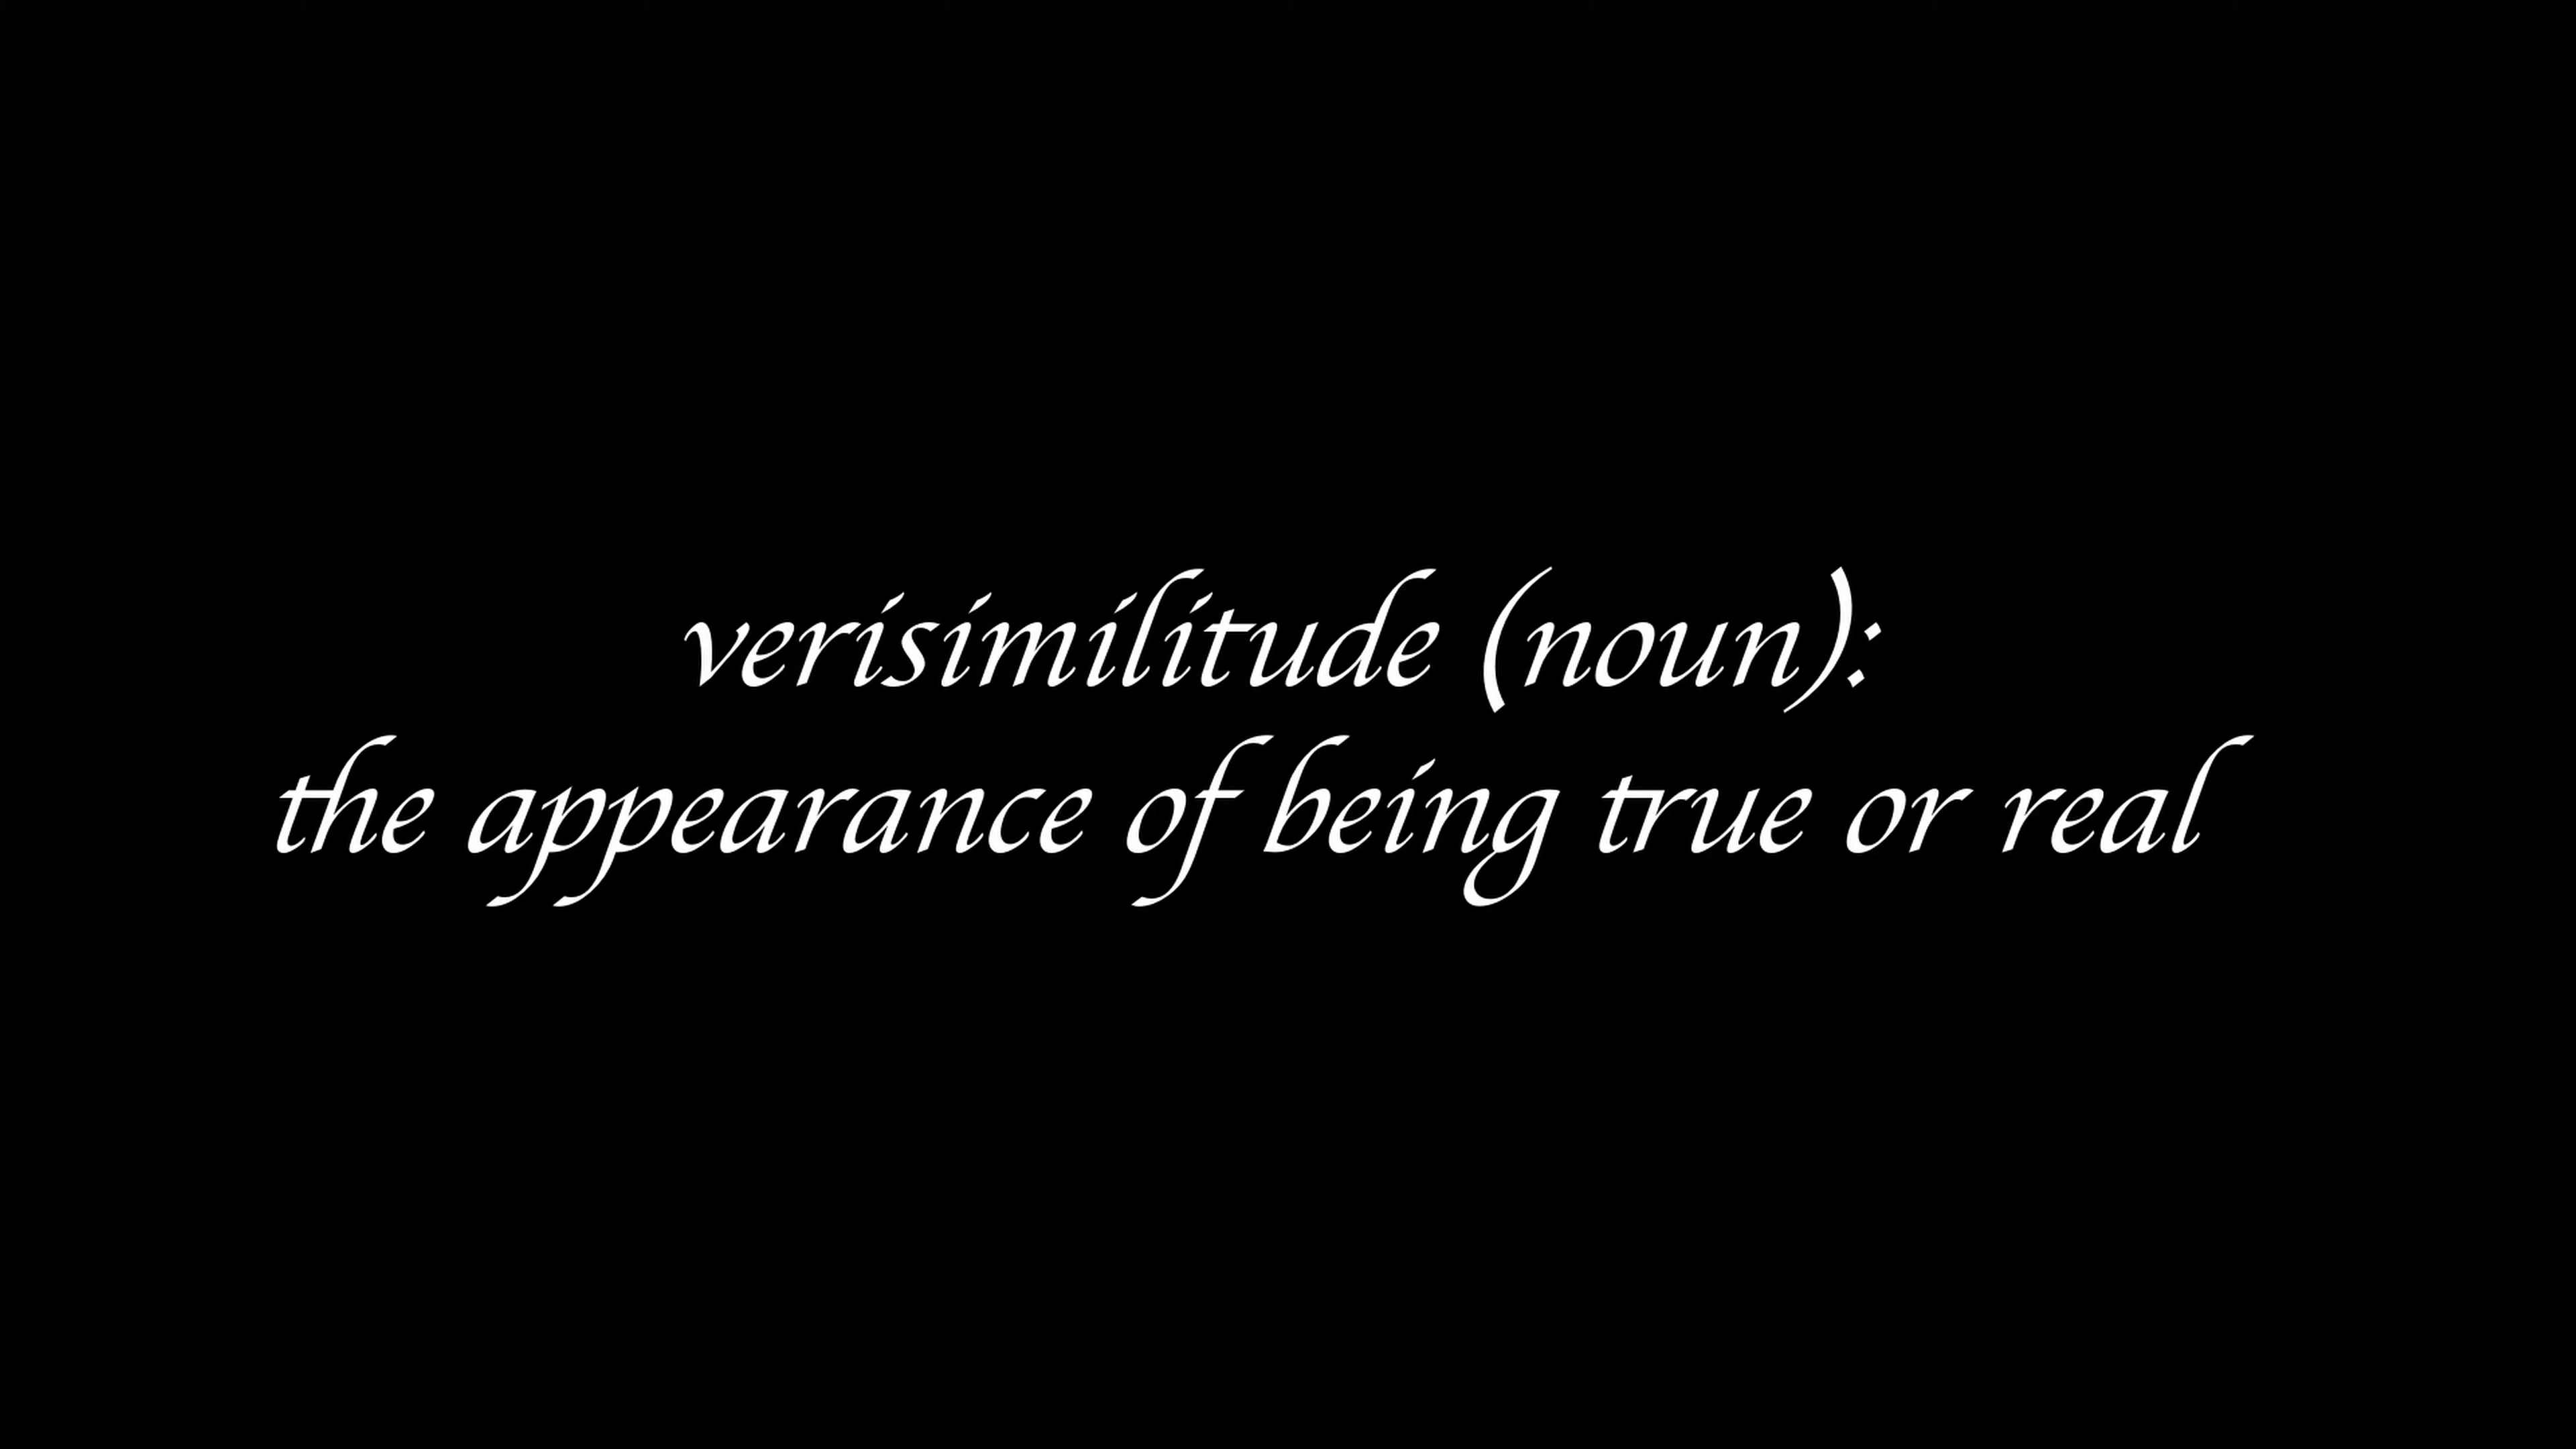 verisimilitude (noun):
the appearance of being true or real